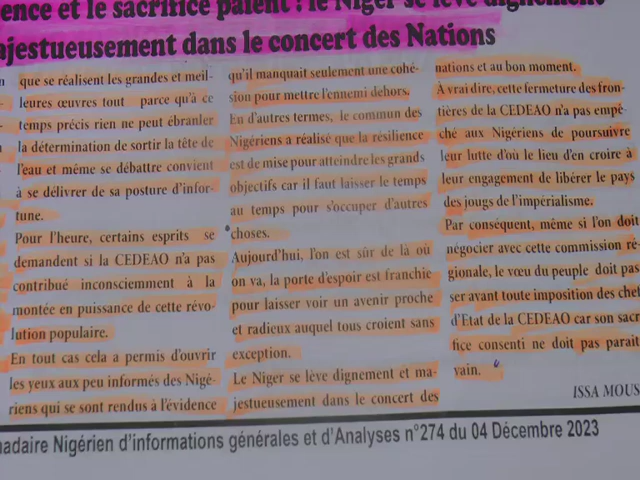 ence et le sacrifice paient : le Niger se lève dignement
ajestueusement dans le concert des Nations
que se réalisent les grandes et meil-
leures œuvres tout parce qu'à ce
temps précis rien ne peut ébranler
la détermination de sortir la tête de
l'eau et même se débattre convient
à se délivrer de sa posture d'infor-
tune.
Pour l'heure, certains esprits se
demandent si la CEDEAO n'a pas
contribué inconsciemment à la
montée en puissance de cette révo-
lution populaire.
En tout cas cela a permis d'ouvrir
les yeux aux peu informés des Nigé-
riens qui se sont rendus à l'évidence
qu'il manquait seulement une cohé-
sion pour mettre l'ennemi dehors.
En d'autres termes, le commun des
Nigériens a réalisé que la résilience
est de mise pour atteindre les grands
objectifs car il faut laisser le temps
au temps pour s'occuper d'autres
choses.
Aujourd'hui, l'on est sûr de là où
on va, la porte d'espoir est franchie
pour laisser voir un avenir proche
et radieux auquel tous croient sans
exception.
Le Niger se lève dignement et ma-
jestueusement dans le concert des
nations et au bon moment.
À vrai dire, cette fermeture des fron-
tières de la CEDEAO n'a pas empê-
ché aux Nigériens de poursuivre
leur lutte d'où le lieu d'en croire à
leur engagement de libérer le pays
des jougs de l'impérialisme.
Par conséquent, même si l'on doit
négocier avec cette commission ré-
gionale, le vœu du peuple doit pas
ser avant toute imposition des chef
d'Etat de la CEDEAO car son sacr
fice consenti ne doit pas parait
vain.
ISSA MOUS
madaire Nigérien d'informations générales et d'Analyses n°274 du 04 Décembre 2023